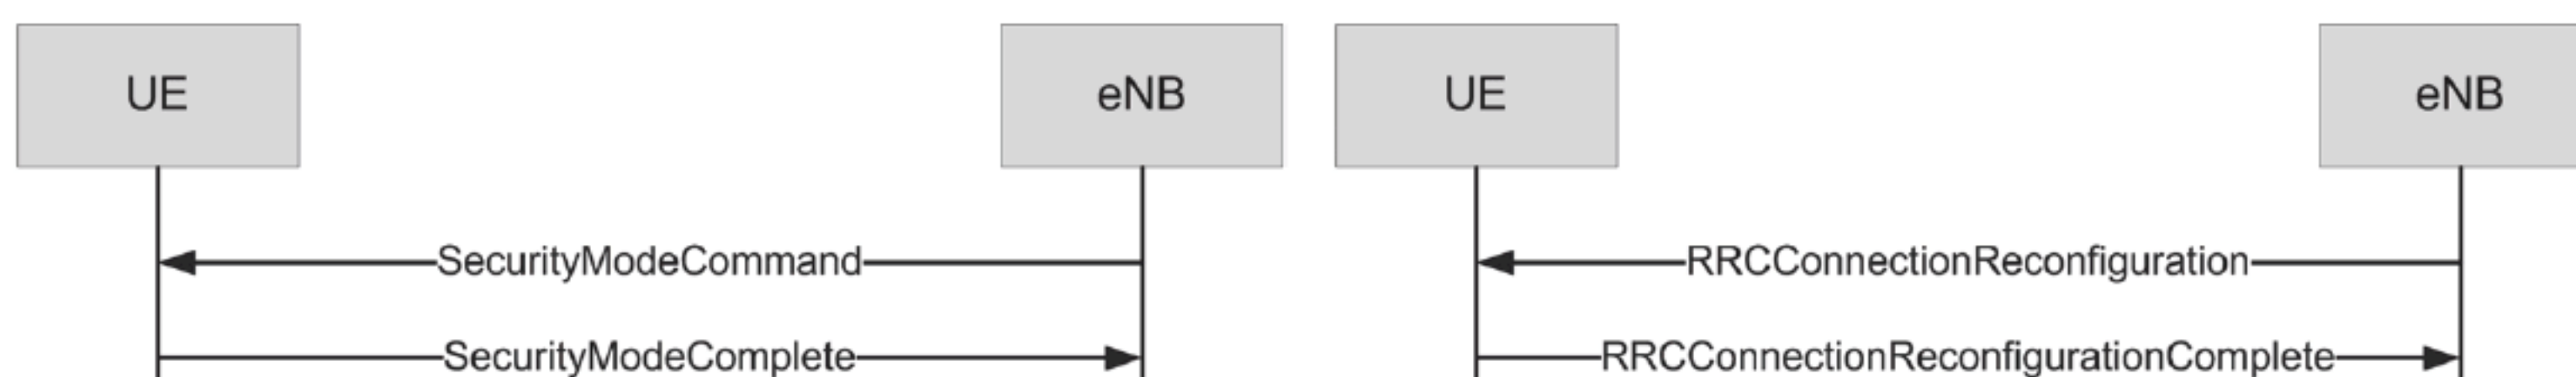 UE
eNB
SecurityModeCommand
SecurityModeComplete
UE
eNB
RRCConnectionReconfiguration
RRCConnectionReconfigurationComplete